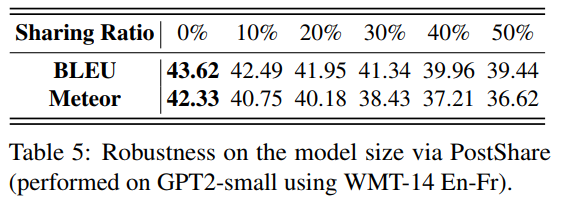 Sharing Ratio 0% 10% 20% 30% 40% 50%
BLEU 43.62 42.49 41.95 41.34 39.96 39.44
Meteor 42.33 40.75 40.18 38.43 37.21 36.62
Table 5: Robustness on the model size via PostShare
(performed on GPT2-small using WMT-14 En-Fr).